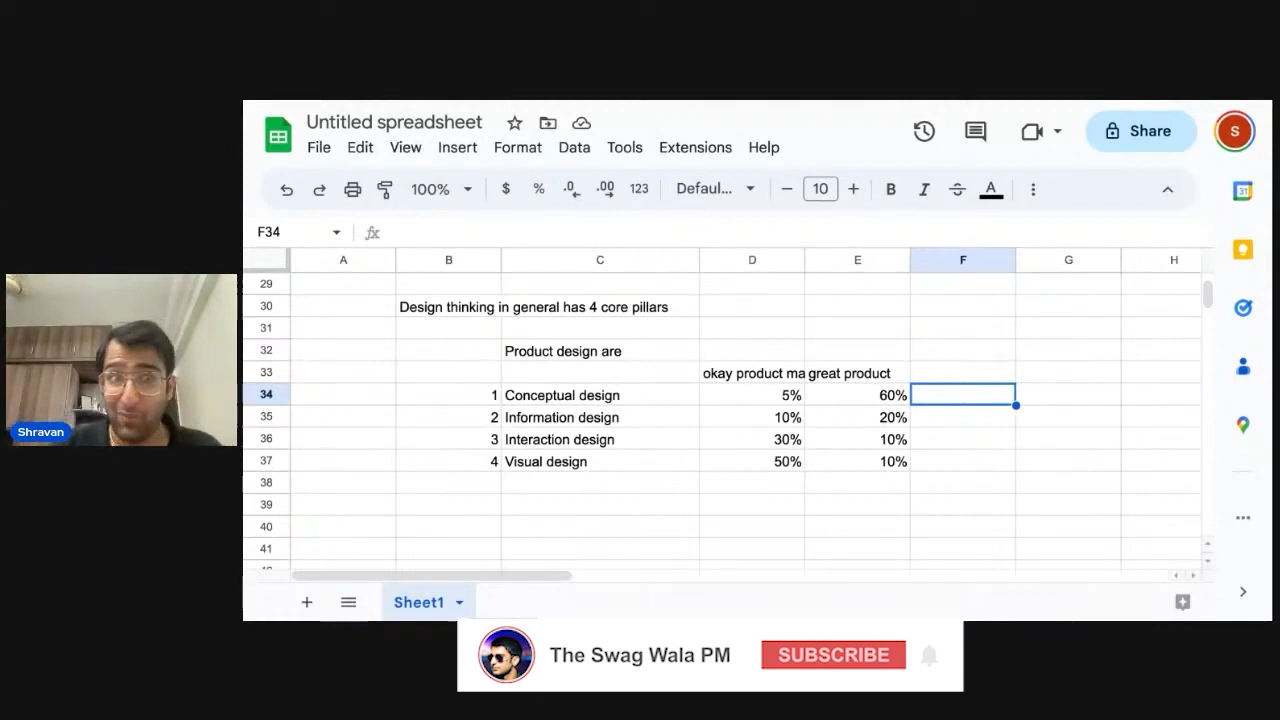 Untitled spreadsheet
File Edit View Insert Format Data Tools Extensions Help
Share
S
100% $ % .0 .00 123 Defaul... 10 B I A
F34 fx
31
A B C D E F G H
29
30 Design thinking in general has 4 core pillars
31
32 Product design are
33 okay product ma great product
34 1 Conceptual design 5% 60%
35 2 Information design 10% 20%
36 3 Interaction design 30% 10%
37 4 Visual design 50% 10%
38
39
40
41
Shravan
Sheet1
The Swag Wala PM SUBSCRIBE